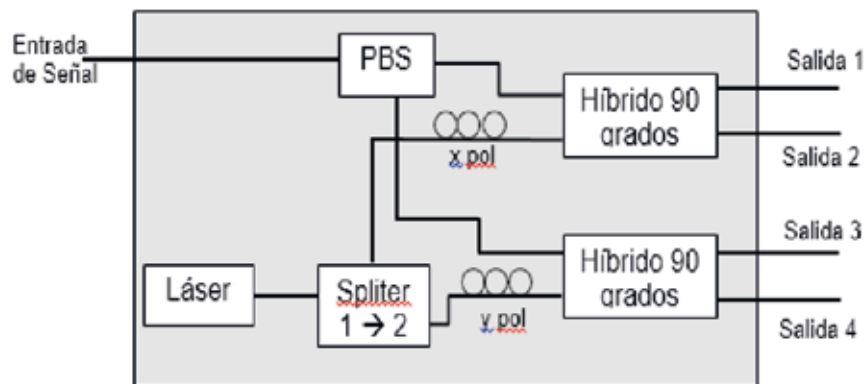 Entrada
de Señal
PBS
Salida 1
Híbrido 90
grados
x pol
Salida 2
Salida 3
Láser
Spliter
1 → 2
Híbrido 90
grados
y pol
Salida 4